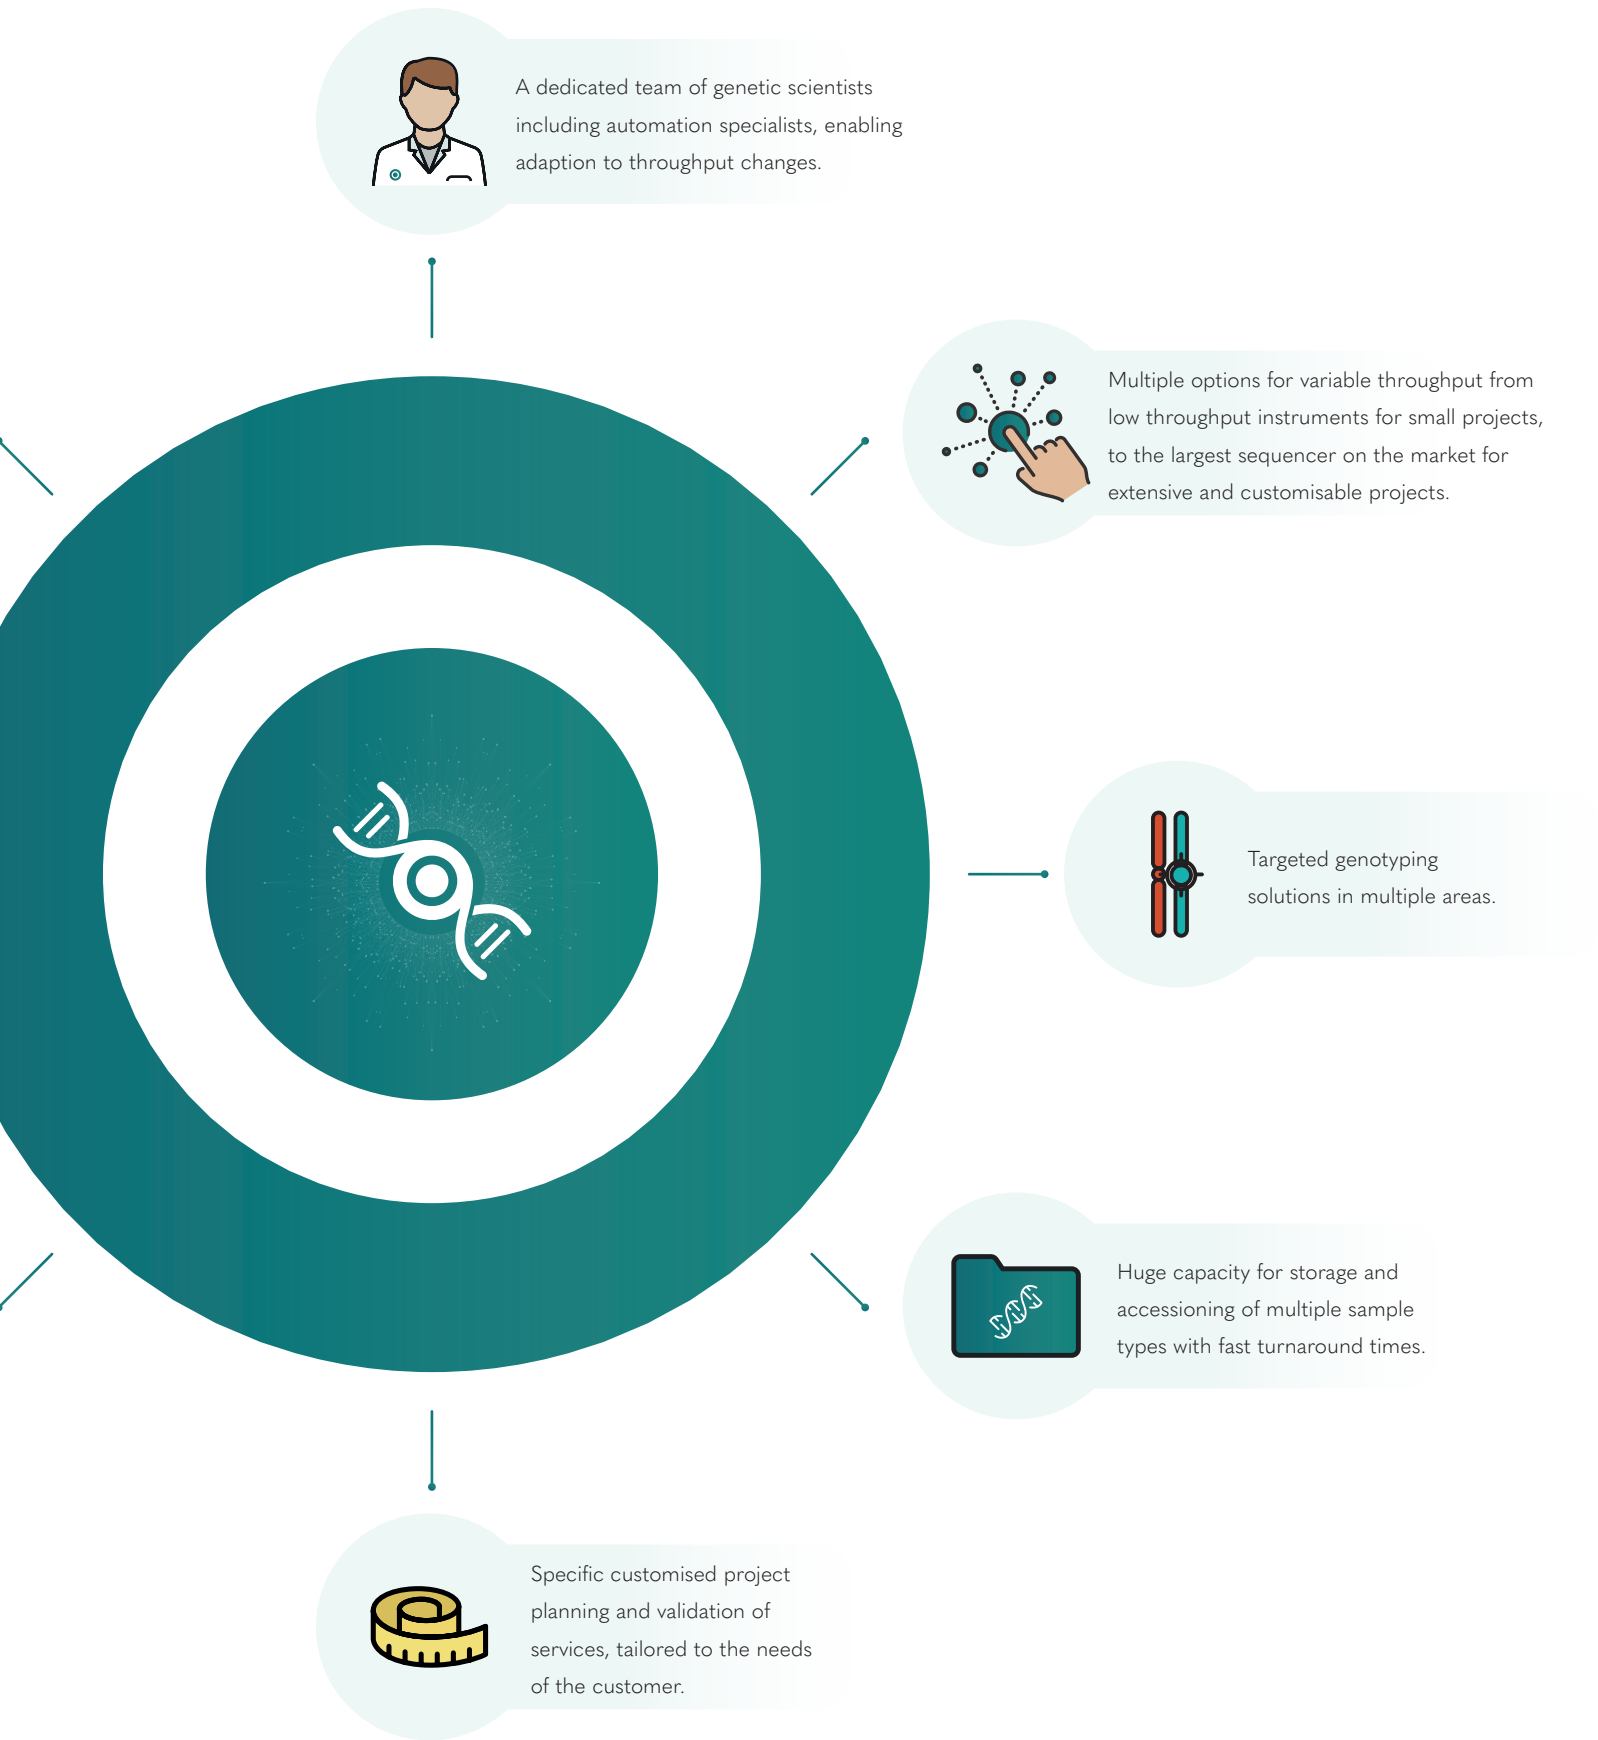 A dedicated team of genetic scientists
including automation specialists, enabling
adaption to throughput changes.
Multiple options for variable throughput from
low throughput instruments for small projects,
to the largest sequencer on the market for
extensive and customisable projects.
Targeted genotyping
solutions in multiple areas.
Huge capacity for storage and
accessioning of multiple sample
types with fast turnaround times.
Specific customised project
planning and validation of
services, tailored to the needs
of the customer.